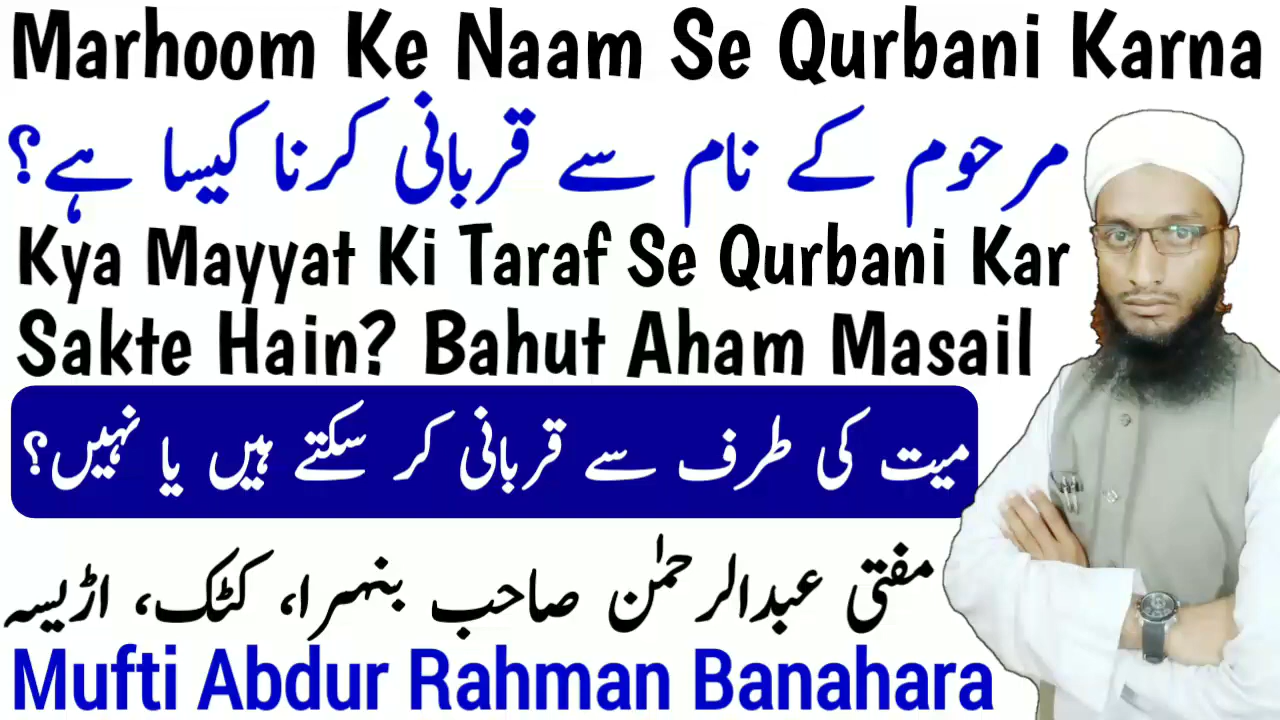 Marhoom Ke Naam Se Qurbani Karna
مرحوم کے نام سے قربانی کرنا کیسا ہے؟
Kya Mayyat Ki Taraf Se Qurbani Kar
Sakte Hain? Bahut Aham Masail
میت کی طرف سے قربانی کر سکتے ہیں یا نہیں؟
مفتی عبدالرحمٰن صاحب بنہرا، کٹک، اڑیسہ
Mufti Abdur Rahman Banahara